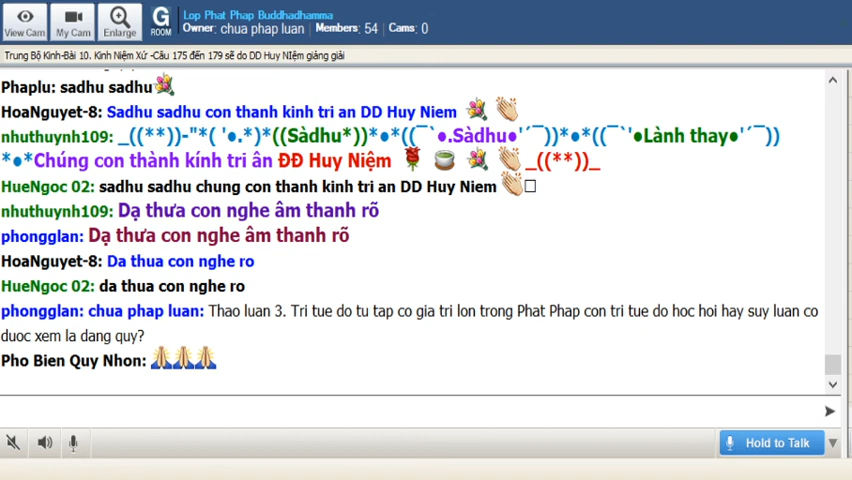 Lop Phat Phap Buddhadhamma
Owner: chua phap luan | Members: 54 | Cams: 0
View Cam
My Cam
Enlarge
G
ROOM
Trung Bộ Kinh-Bài 10. Kinh Niệm Xứ -Câu 175 đến 179 sẽ do DD Huy NIệm giảng giải
Phaplu: sadhu sadhu
HoaNguyet-8: Sadhu sadhu con thanh kinh tri an DD Huy Niem
nhuthuynh109: _((**))-"*( '●.*)*((Sàdhu*))*●*((¯`●.Sàdhu●'´¯))*●*((¯`'●Lành thay●'´¯))
*●*Chúng con thành kính tri ân ĐĐ Huy Niệm _((**))_
HueNgoc 02: sadhu sadhu chung con thanh kinh tri an DD Huy Niem
nhuthuynh109: Dạ thưa con nghe âm thanh rõ
phongglan: Dạ thưa con nghe âm thanh rõ
HoaNguyet-8: Da thua con nghe ro
HueNgoc 02: da thua con nghe ro
phongglan: chua phap luan: Thao luan 3. Tri tue do tu tap co gia tri lon trong Phat Phap con tri tue do hoc hoi hay suy luan co
duoc xem la dang quy?
Pho Bien Quy Nhon:
Hold to Talk